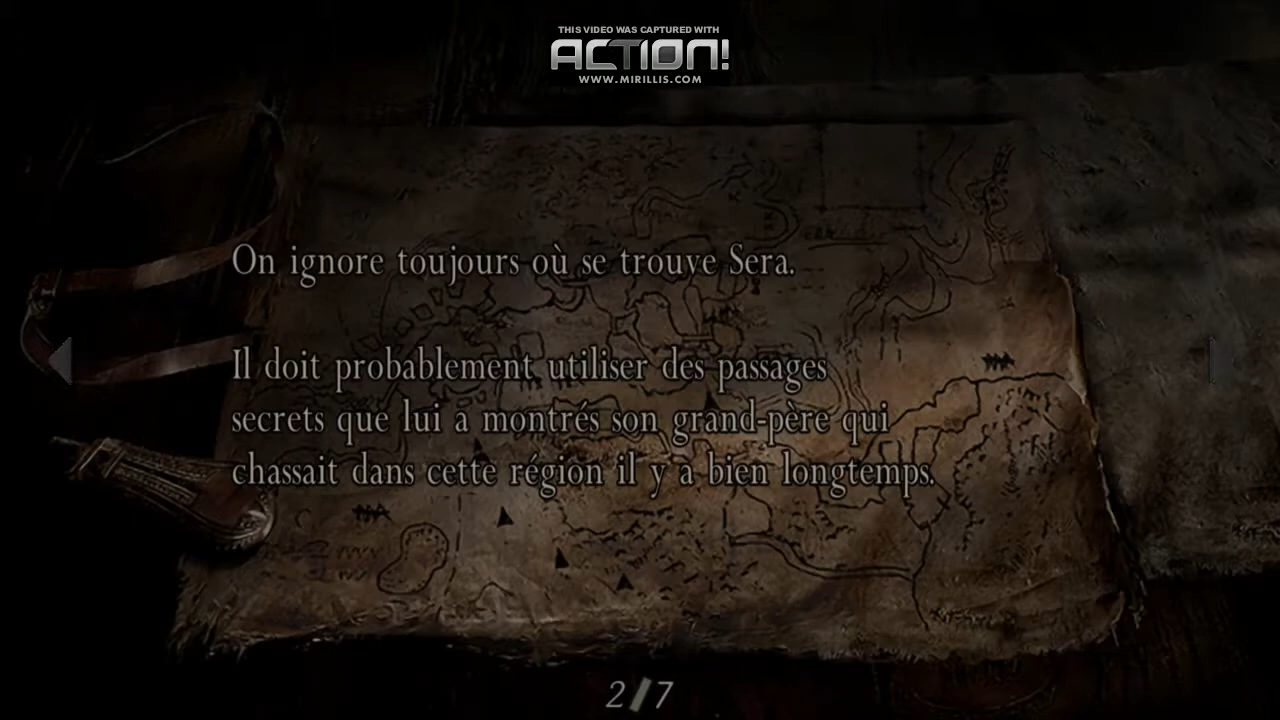 THIS VIDEO WAS CAPTURED WITH
ACTION!
WWW.MIRILLIS.COM
On ignore toujours où se trouve Sera.
Il doit probablement utiliser des passages
secrets que lui a montrés son grand-père qui
chassait dans cette région il y a bien longtemps.
2/7